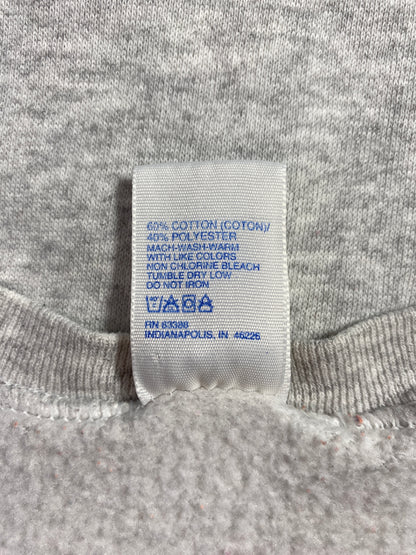 60% COTTON (COTON)/
40% POLYESTER
MACH-WASH-WARM
WITH LIKE COLORS
NON CHLORINE BLEACH
TUMBLE DRY LOW
DO NOT IRON
RN 63386
INDIANAPOLIS, IN 46226